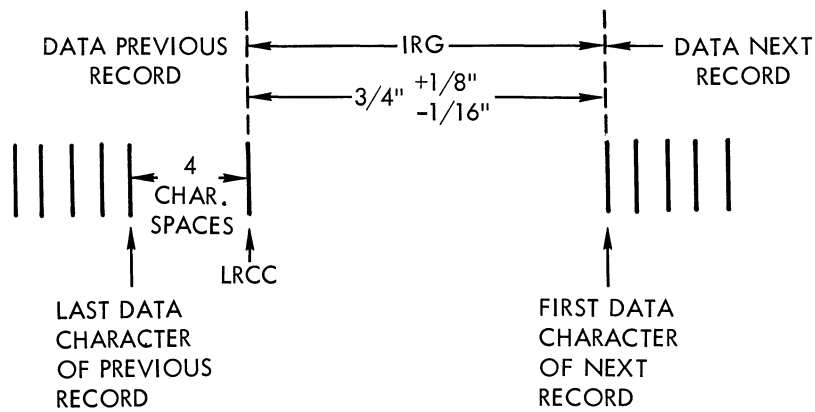 DATA PREVIOUS
RECORD
IRG
DATA NEXT
RECORD
3/4" +1/8"
-1/16"
4
CHAR.
SPACES
LRCC
LAST DATA
CHARACTER
OF PREVIOUS
RECORD
FIRST DATA
CHARACTER
OF NEXT
RECORD